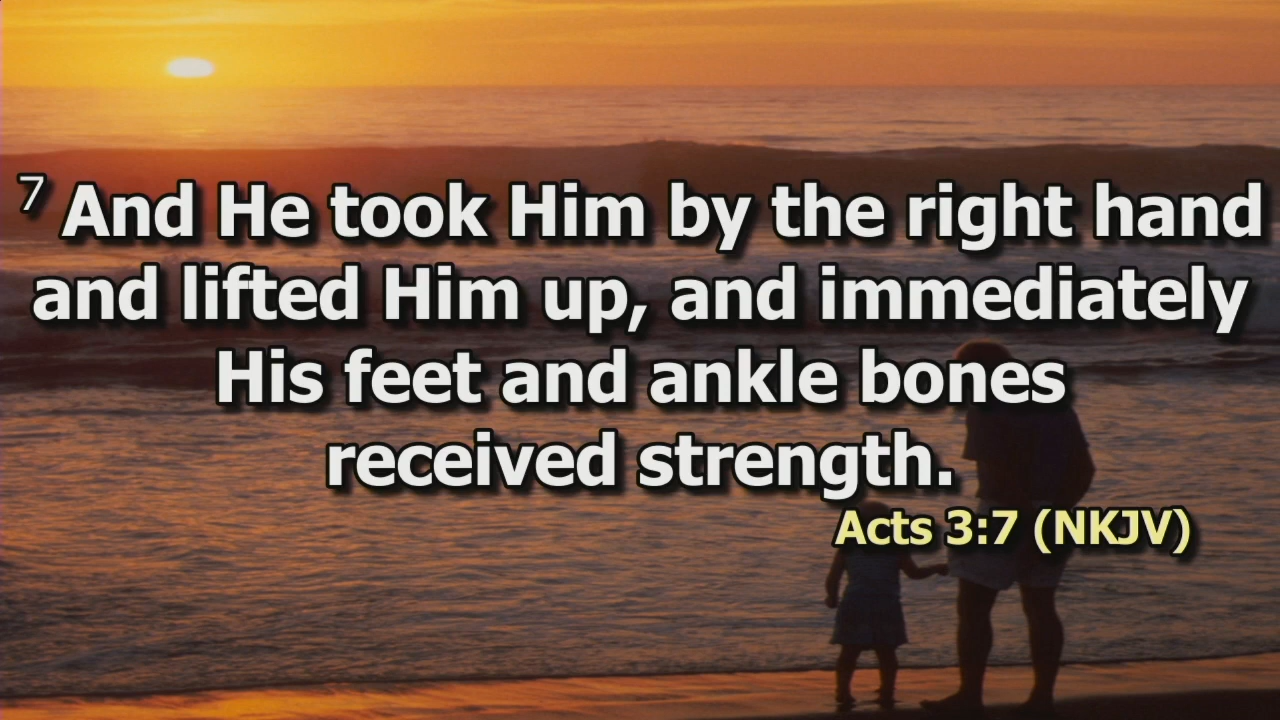 7 And He took Him by the right hand
and lifted Him up, and immediately
His feet and ankle bones
received strength.
Acts 3:7 (NKJV)